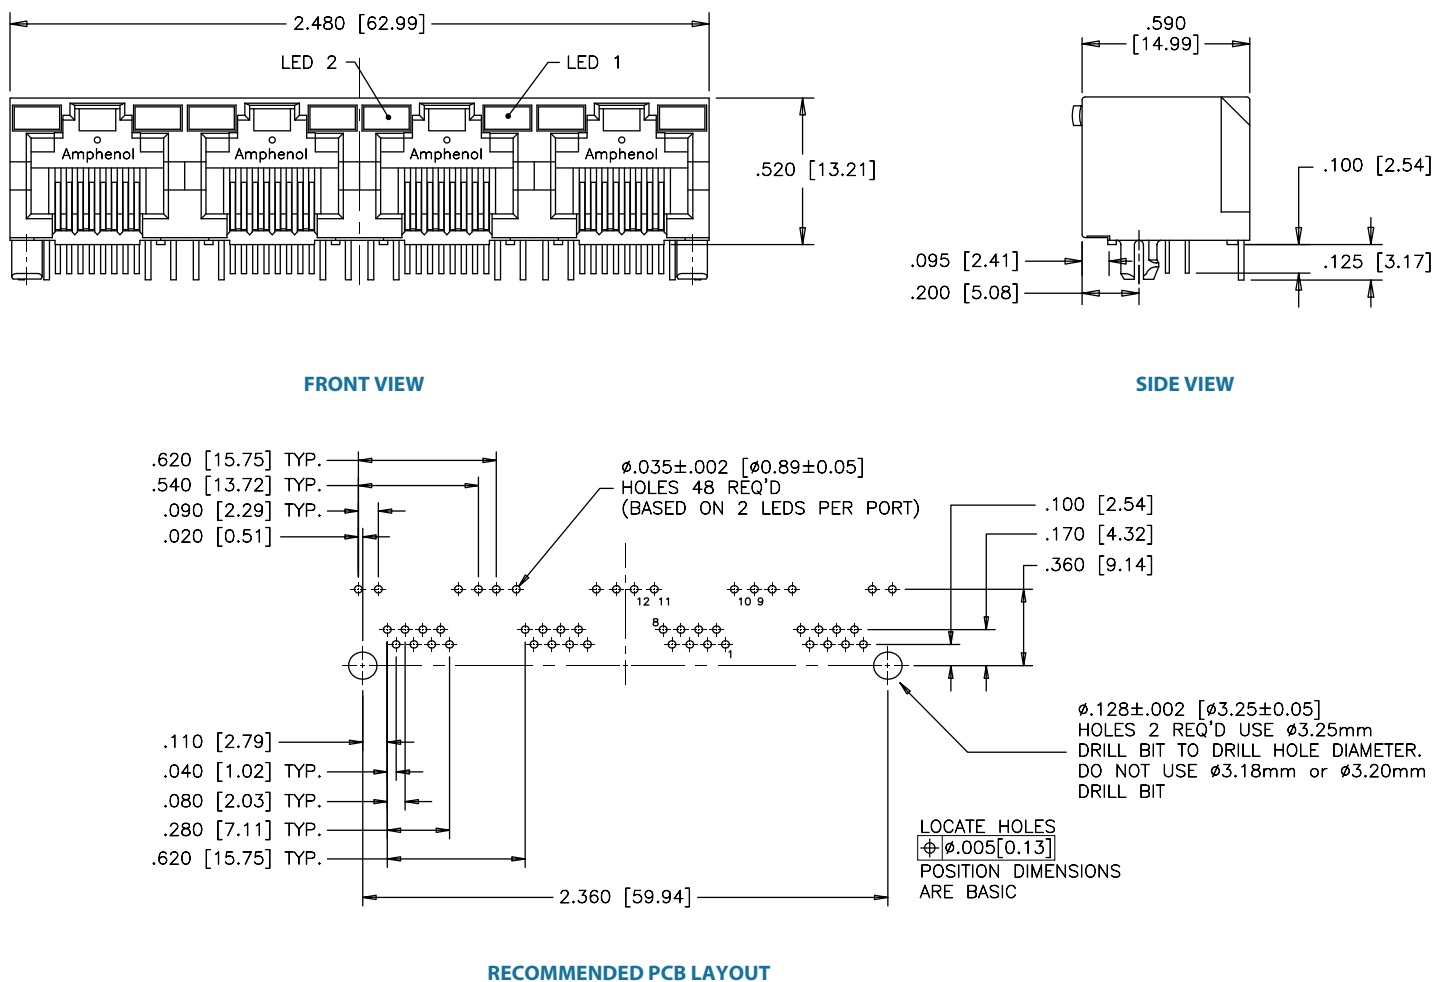 2.480 [62.99]
LED 2
LED 1
Amphenol
Amphenol
Amphenol
Amphenol
.520 [13.21]
.590
[14.99]
.100 [2.54]
.095 [2.41]
.125 [3.17]
.200 [5.08]
FRONT VIEW
SIDE VIEW
.620 [15.75] TYP.
.540 [13.72] TYP.
.090 [2.29] TYP.
.020 [0.51]
ø.035±.002 [ø0.89±0.05]
HOLES 48 REQ'D
(BASED ON 2 LEDS PER PORT)
.100 [2.54]
.170 [4.32]
.360 [9.14]
12 11
10 9
8
1
.110 [2.79]
.040 [1.02] TYP.
.080 [2.03] TYP.
.280 [7.11] TYP.
.620 [15.75] TYP.
2.360 [59.94]
ø.128±.002 [ø3.25±0.05]
HOLES 2 REQ'D USE ø3.25mm
DRILL BIT TO DRILL HOLE DIAMETER.
DO NOT USE ø3.18mm or ø3.20mm
DRILL BIT
LOCATE HOLES
⌖ ø.005[0.13]
POSITION DIMENSIONS
ARE BASIC
RECOMMENDED PCB LAYOUT